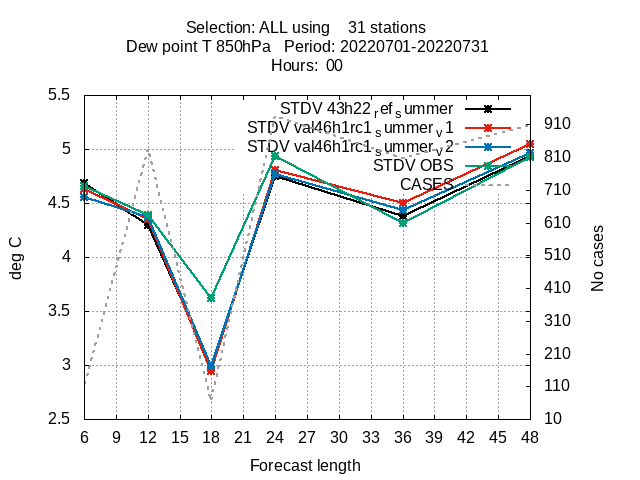 Selection: ALL using 31 stations
Dew point T 850hPa Period: 20220701-20220731
Hours: 00
STDV 43h22refsummer
STDV val46h1rc1summerv1
STDV val46h1rc1summerv2
STDV OBS
CASES
5.5
5
4.5
4
3.5
3
2.5
910
810
710
610
510
410
310
210
110
10
deg C
No cases
6 9 12 15 18 21 24 27 30 33 36 39 42 45 48
Forecast length